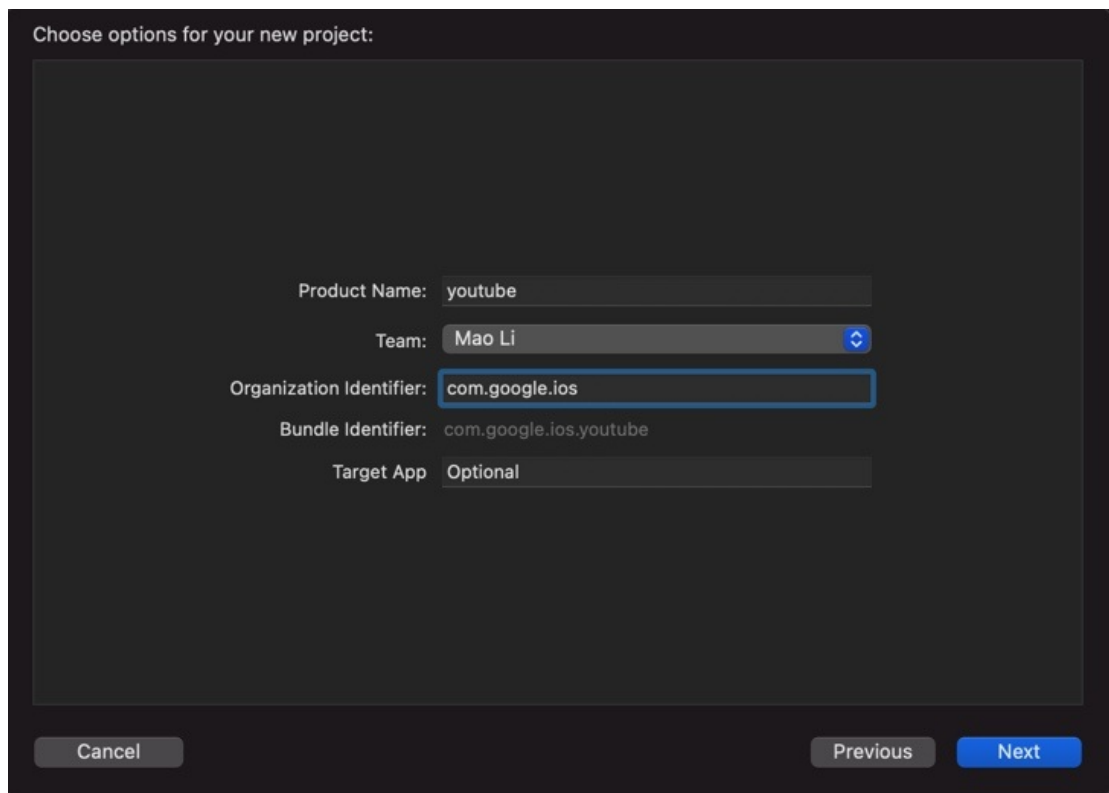 Choose options for your new project:
Product Name: youtube
Team: Mao Li
Organization Identifier: com.google.ios
Bundle Identifier: com.google.ios.youtube
Target App Optional
Cancel Previous Next